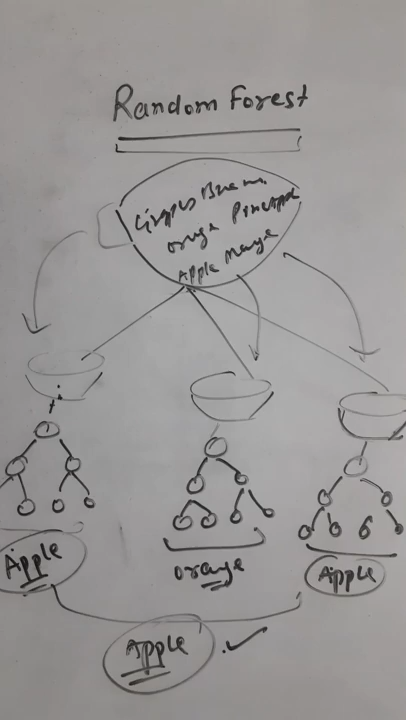 Random Forest
Grapes Banana
orange Pineapple
Apple Mango
Apple
orange
Apple
Apple